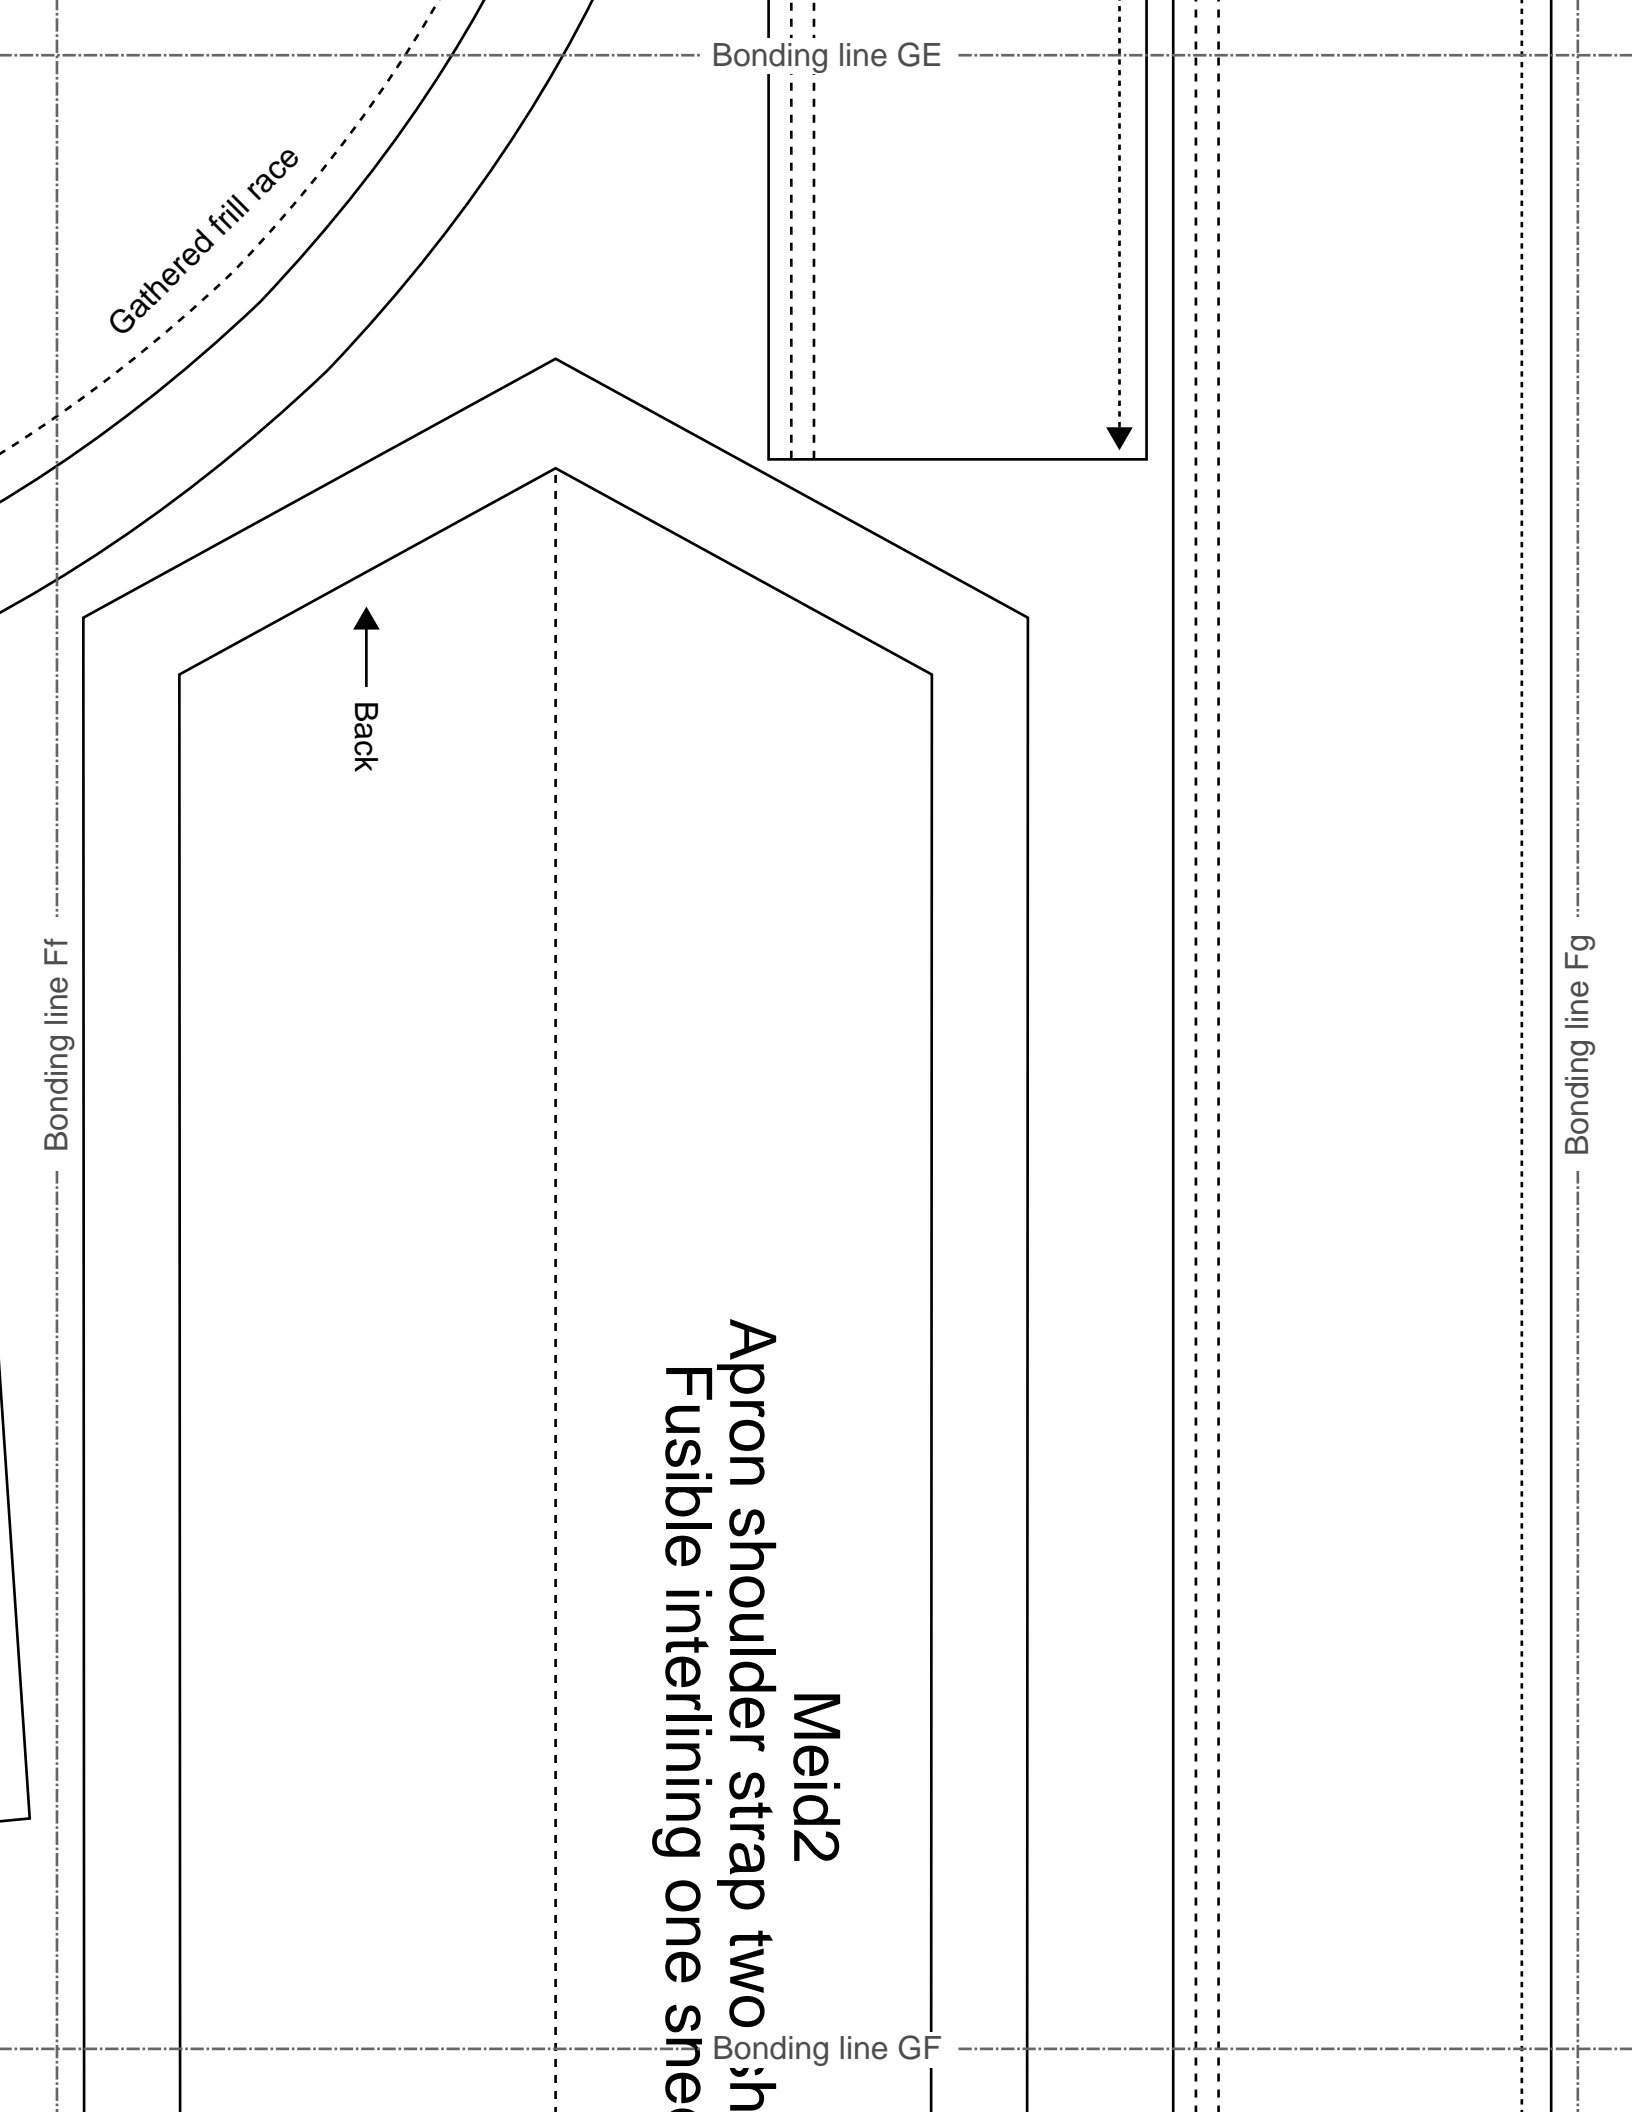 Bonding line GE
Gathered frill race
Back
Bonding line Ff
Bonding line Fg
Meid2
Apron shoulder strap two
Fusible interlining one
Bonding line GF